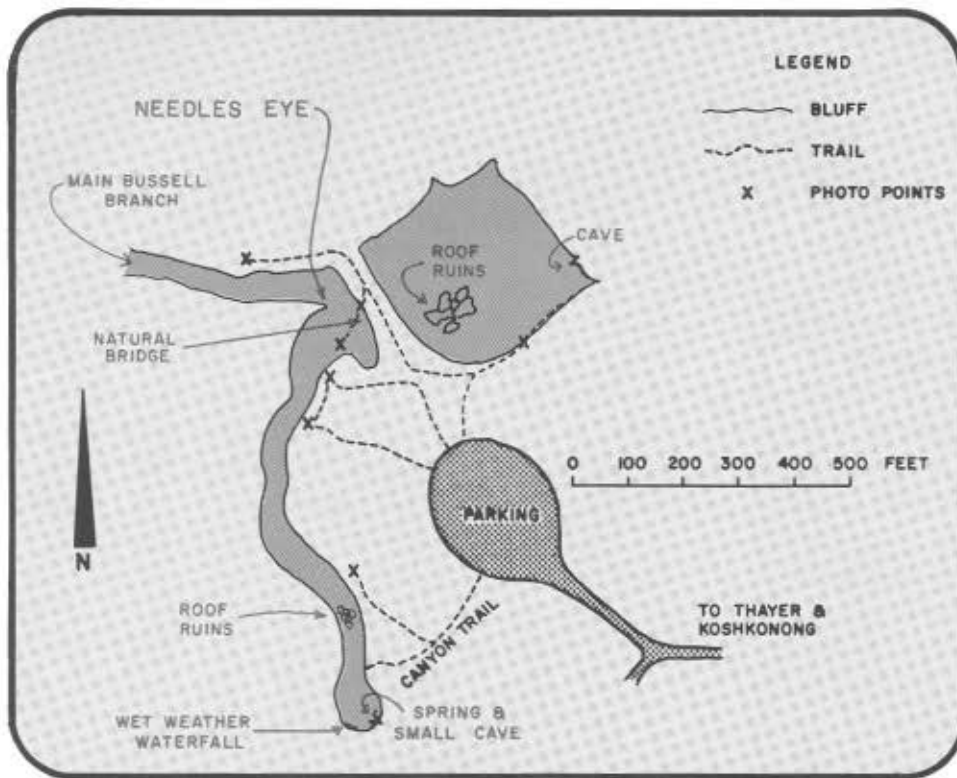 LEGEND
BLUFF
TRAIL
X PHOTO POINTS
NEEDLES EYE
MAIN BUSSELL
BRANCH
CAVE
X
ROOF
RUINS
X
X
NATURAL
BRIDGE
X
X
X
X
0 100 200 300 400 500 FEET
PARKING
N
X
ROOF
RUINS
TO THAYER &
KOSHKONONG
CANYON TRAIL
SPRING &
SMALL CAVE
X
WET WEATHER
WATERFALL